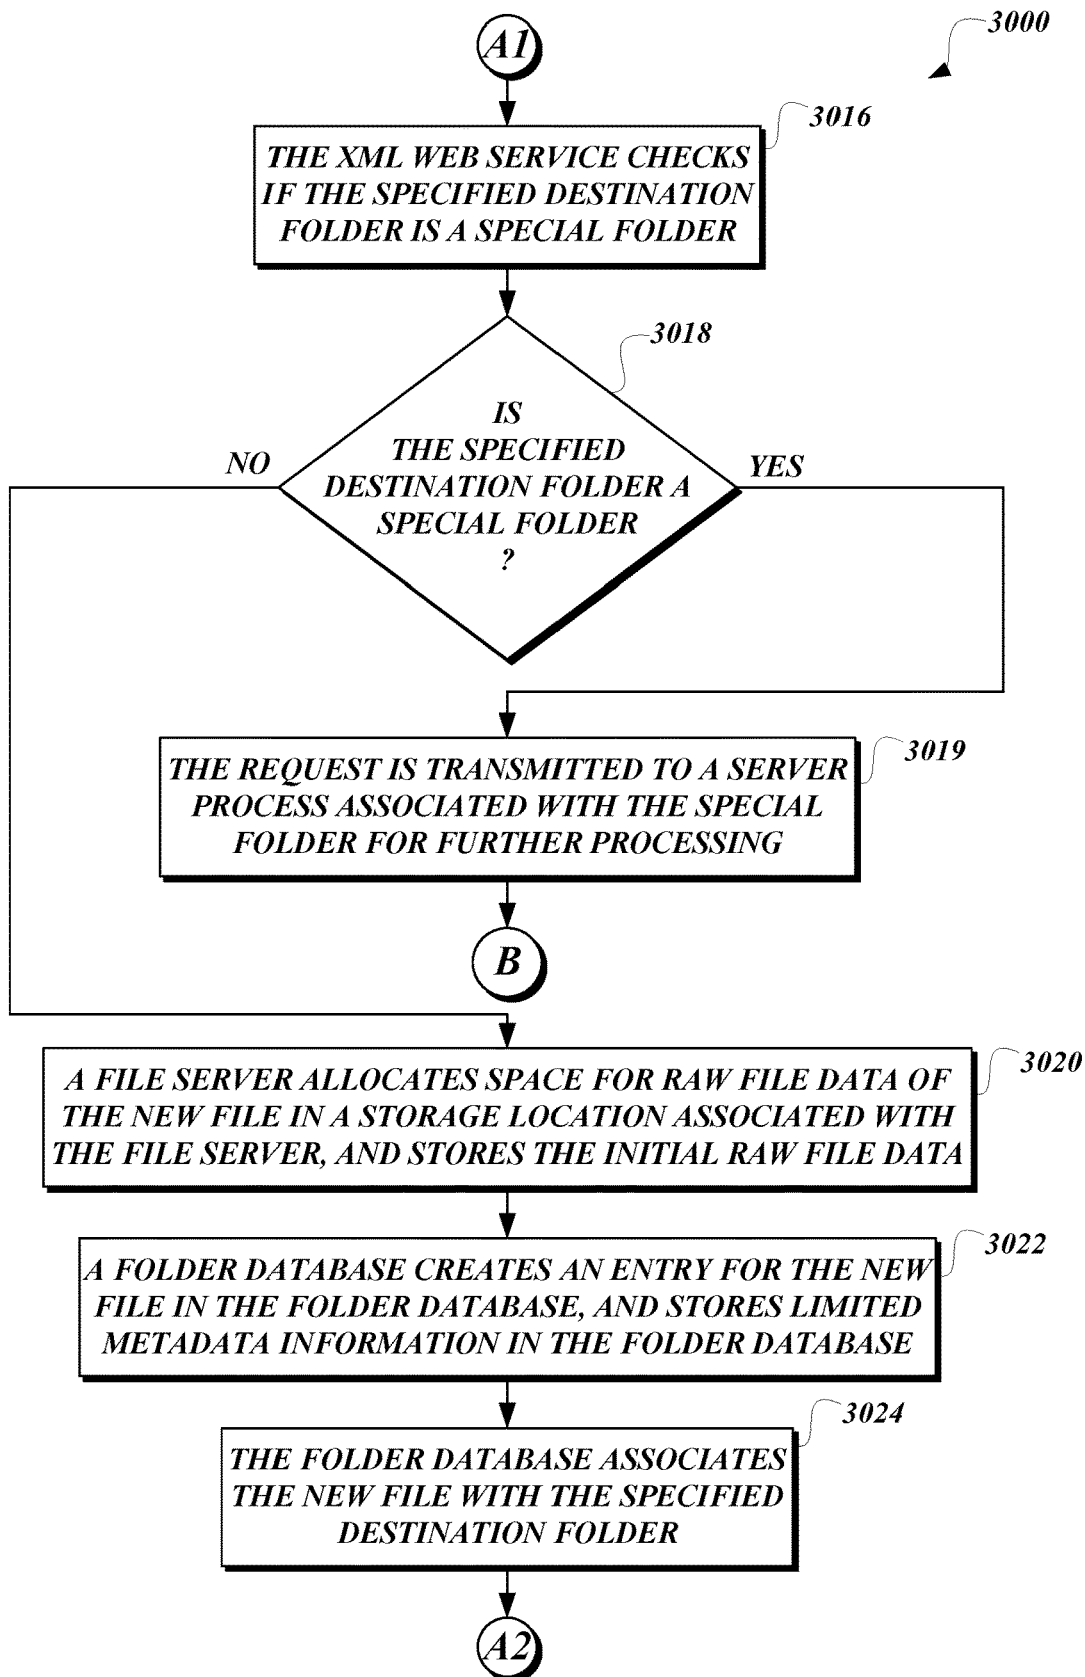 A1
3000
3016
THE XML WEB SERVICE CHECKS
IF THE SPECIFIED DESTINATION
FOLDER IS A SPECIAL FOLDER
3018
IS
THE SPECIFIED
DESTINATION FOLDER A
SPECIAL FOLDER
?
NO
YES
3019
THE REQUEST IS TRANSMITTED TO A SERVER
PROCESS ASSOCIATED WITH THE SPECIAL
FOLDER FOR FURTHER PROCESSING
B
3020
A FILE SERVER ALLOCATES SPACE FOR RAW FILE DATA OF
THE NEW FILE IN A STORAGE LOCATION ASSOCIATED WITH
THE FILE SERVER, AND STORES THE INITIAL RAW FILE DATA
3022
A FOLDER DATABASE CREATES AN ENTRY FOR THE NEW
FILE IN THE FOLDER DATABASE, AND STORES LIMITED
METADATA INFORMATION IN THE FOLDER DATABASE
3024
THE FOLDER DATABASE ASSOCIATES
THE NEW FILE WITH THE SPECIFIED
DESTINATION FOLDER
A2